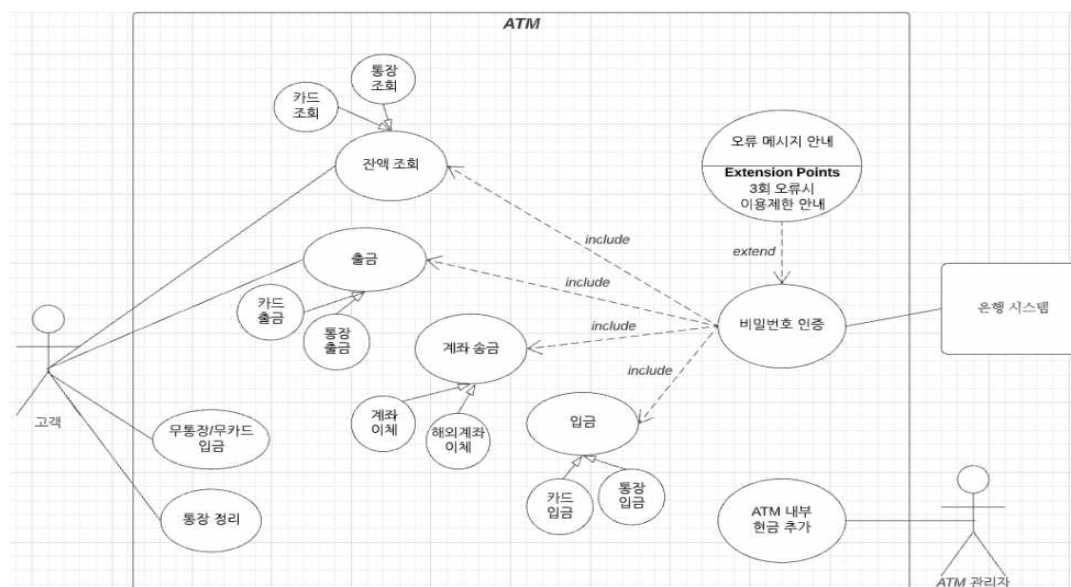 ATM
통장
조회
카드
조회
잔액 조회
오류 메시지 안내
Extension Points
3회 오류시
이용제한 안내
include
extend
출금
include
카드
출금
통장
출금
include
계좌 송금
비밀번호 인증
은행 시스템
include
고객
계좌
이체
해외계좌
이체
입금
무통장/무카드
입금
카드
입금
통장
입금
통장 정리
ATM 내부
현금 추가
ATM 관리자